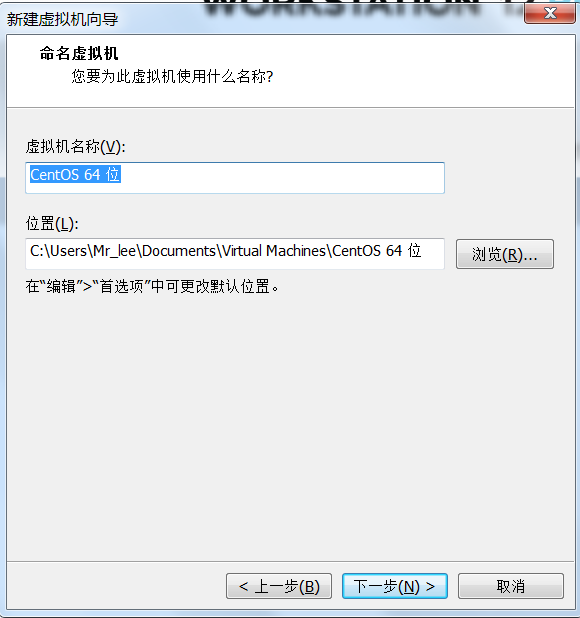 WORKSTATION 12
新建虚拟机向导
命名虚拟机
您要为此虚拟机使用什么名称?
虚拟机名称(V):
CentOS 64 位
位置(L):
C:\Users\Mr_lee\Documents\Virtual Machines\CentOS 64 位
浏览(R)...
在“编辑”>“首选项”中可更改默认位置。
< 上一步(B)
下一步(N) >
取消